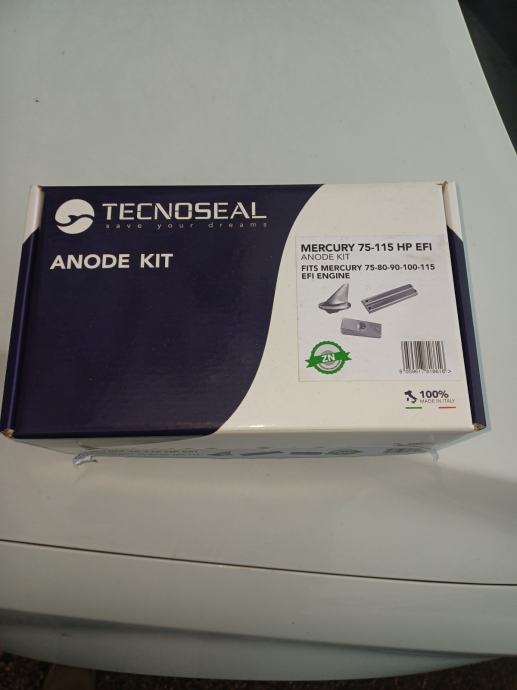 TECNOSEAL
save your dreams
ANODE KIT
MERCURY 75-115 HP EFI
ANODE KIT
FITS MERCURY 75-80-90-100-115
EFI ENGINE
ZN
100%
MADE IN ITALY